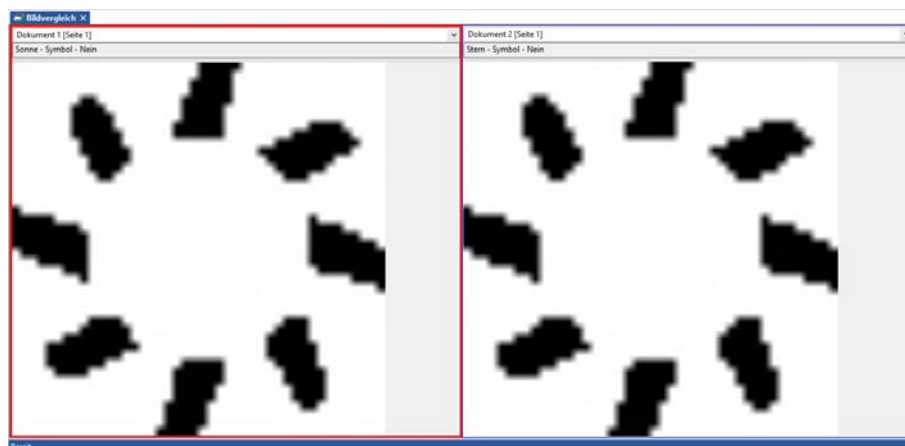 Bildvergleich
Dokument 1 [Seite 1]
Sonne - Symbol - Nein
Dokument 2 [Seite 1]
Stern - Symbol - Nein